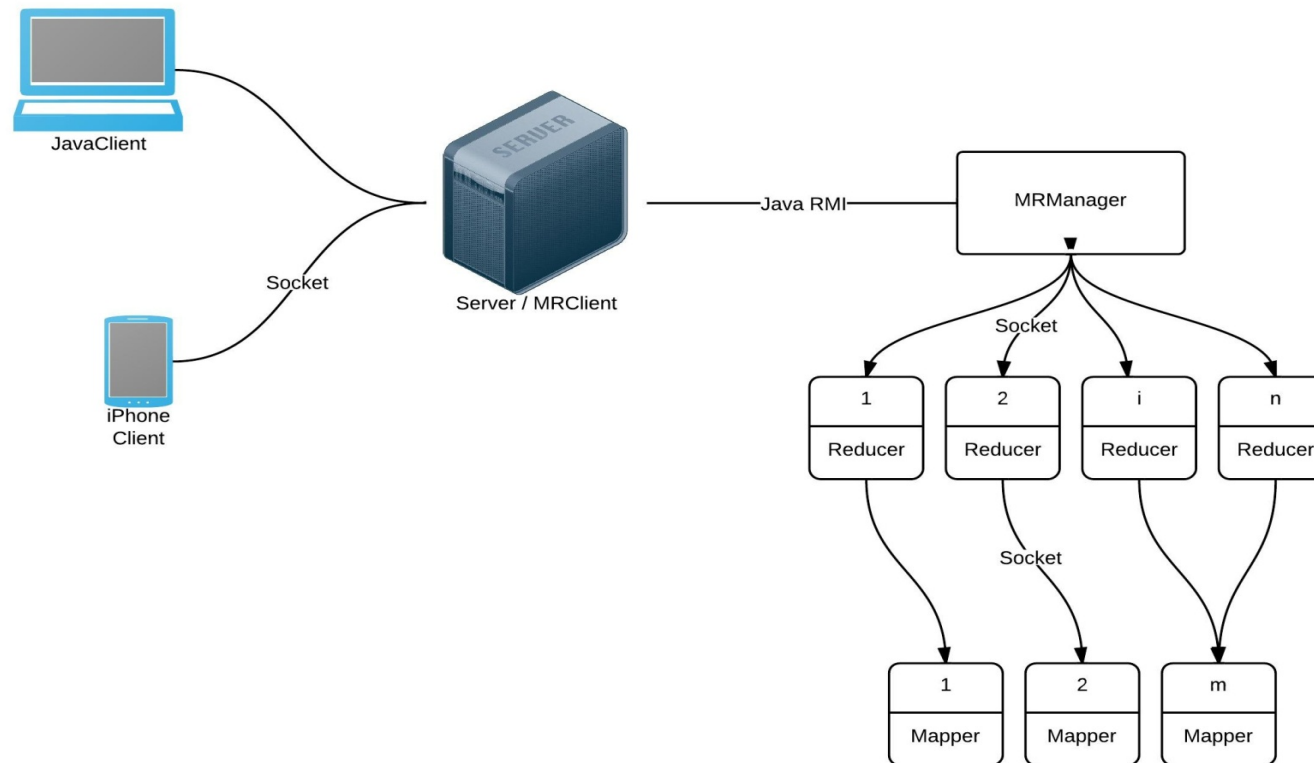 JavaClient
SERVER
Java RMI
MRManager
Socket
Server / MRClient
iPhone
Client
Socket
1
2
i
n
Reducer
Reducer
Reducer
Reducer
Socket
1
2
m
Mapper
Mapper
Mapper